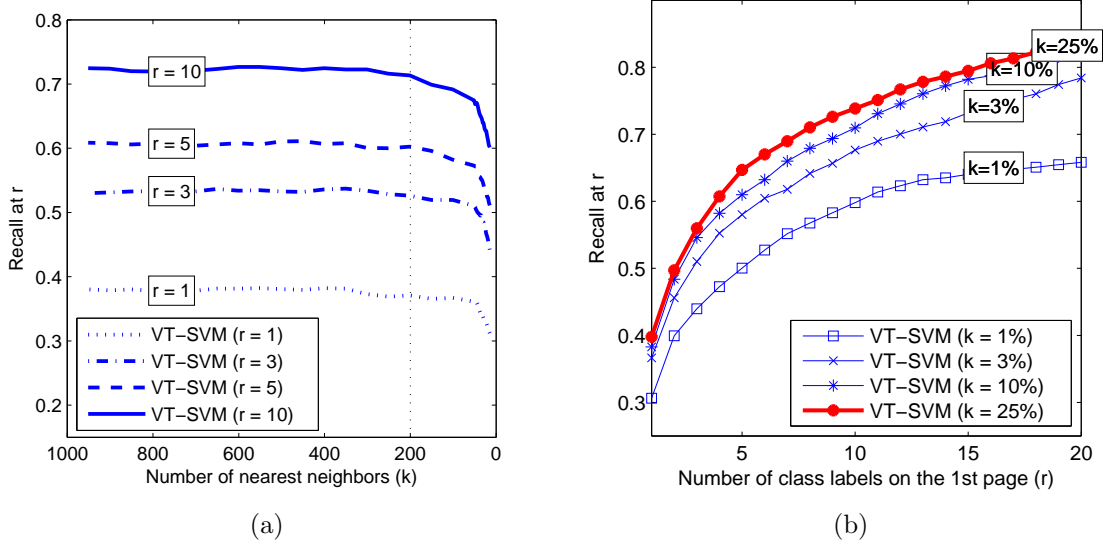 0.8
0.7
0.6
0.5
0.4
0.3
0.2
Recall at r
r = 10
r = 5
r = 3
r = 1
VT−SVM (r = 1)
VT−SVM (r = 3)
VT−SVM (r = 5)
VT−SVM (r = 10)
1000 800 600 400 200 0
Number of nearest neighbors (k)
(a)
0.8
0.7
0.6
0.5
0.4
0.3
Recall at r
k=25%
k=10%
k=3%
k=1%
VT−SVM (k = 1%)
VT−SVM (k = 3%)
VT−SVM (k = 10%)
VT−SVM (k = 25%)
5 10 15 20
Number of class labels on the 1st page (r)
(b)